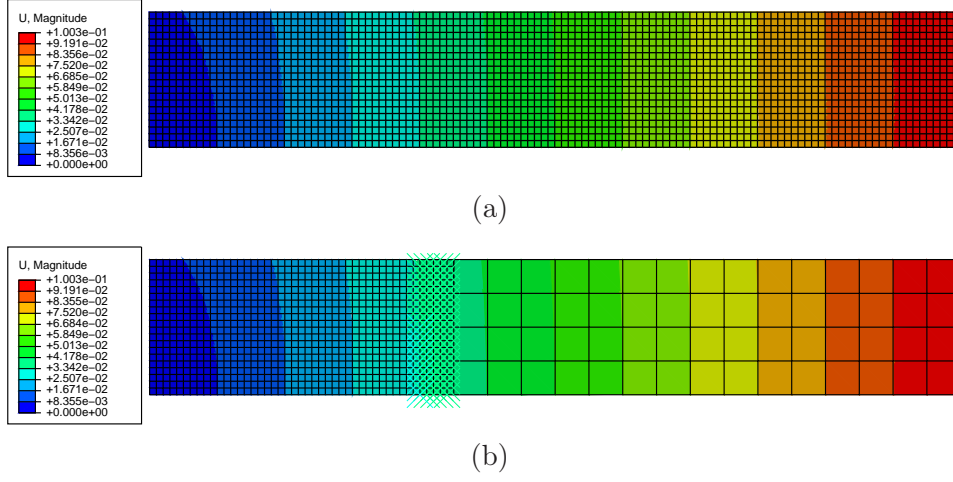 U, Magnitude
+1.003e−01
+9.191e−02
+8.356e−02
+7.520e−02
+6.685e−02
+5.849e−02
+5.013e−02
+4.178e−02
+3.342e−02
+2.507e−02
+1.671e−02
+8.356e−03
+0.000e+00
(a)
U, Magnitude
+1.003e−01
+9.191e−02
+8.355e−02
+7.520e−02
+6.684e−02
+5.849e−02
+5.013e−02
+4.178e−02
+3.342e−02
+2.507e−02
+1.671e−02
+8.355e−03
+0.000e+00
(b)